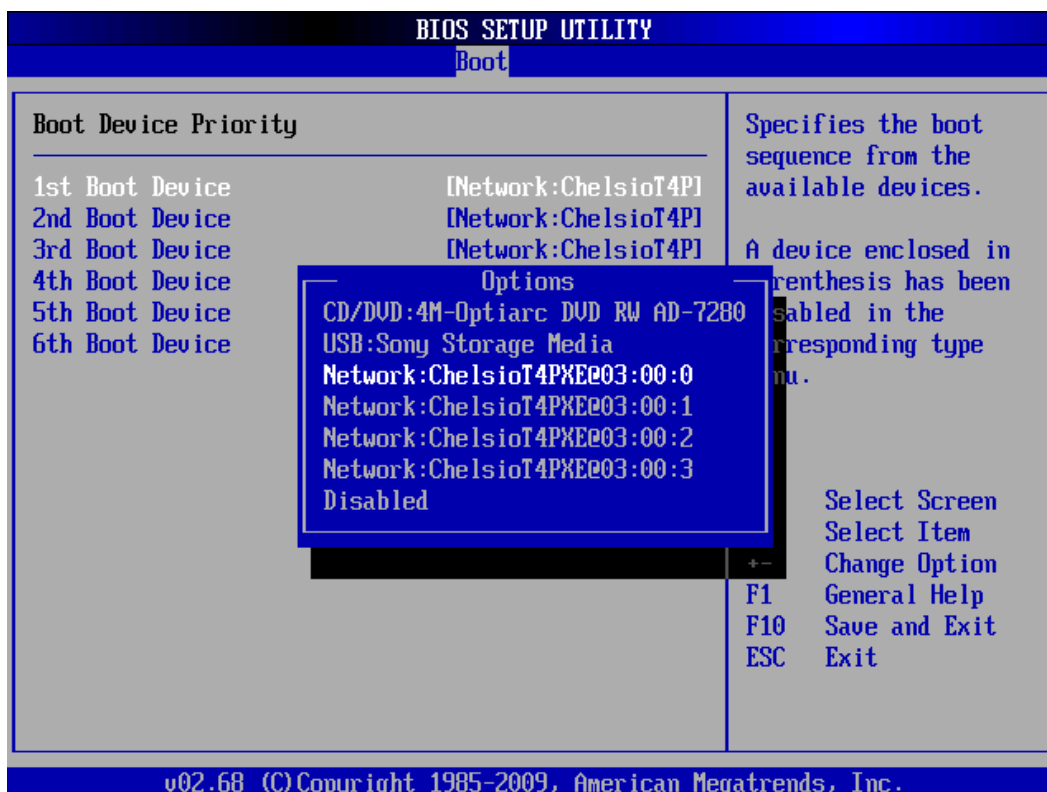 BIOS SETUP UTILITY
Boot
Boot Device Priority
1st Boot Device [Network:ChelsioT4P]
2nd Boot Device [Network:ChelsioT4P]
3rd Boot Device [Network:ChelsioT4P]
4th Boot Device
5th Boot Device
6th Boot Device
Options
CD/DVD:4M-Optiarc DVD RW AD-7280
USB:Sony Storage Media
Network:ChelsioT4PXE@03:00:0
Network:ChelsioT4PXE@03:00:1
Network:ChelsioT4PXE@03:00:2
Network:ChelsioT4PXE@03:00:3
Disabled
Specifies the boot
sequence from the
available devices.
A device enclosed in
renthesis has been
sabled in the
rresponding type
nu.
Select Screen
Select Item
+- Change Option
F1 General Help
F10 Save and Exit
ESC Exit
v02.68 (C)Copyright 1985-2009, American Megatrends, Inc.